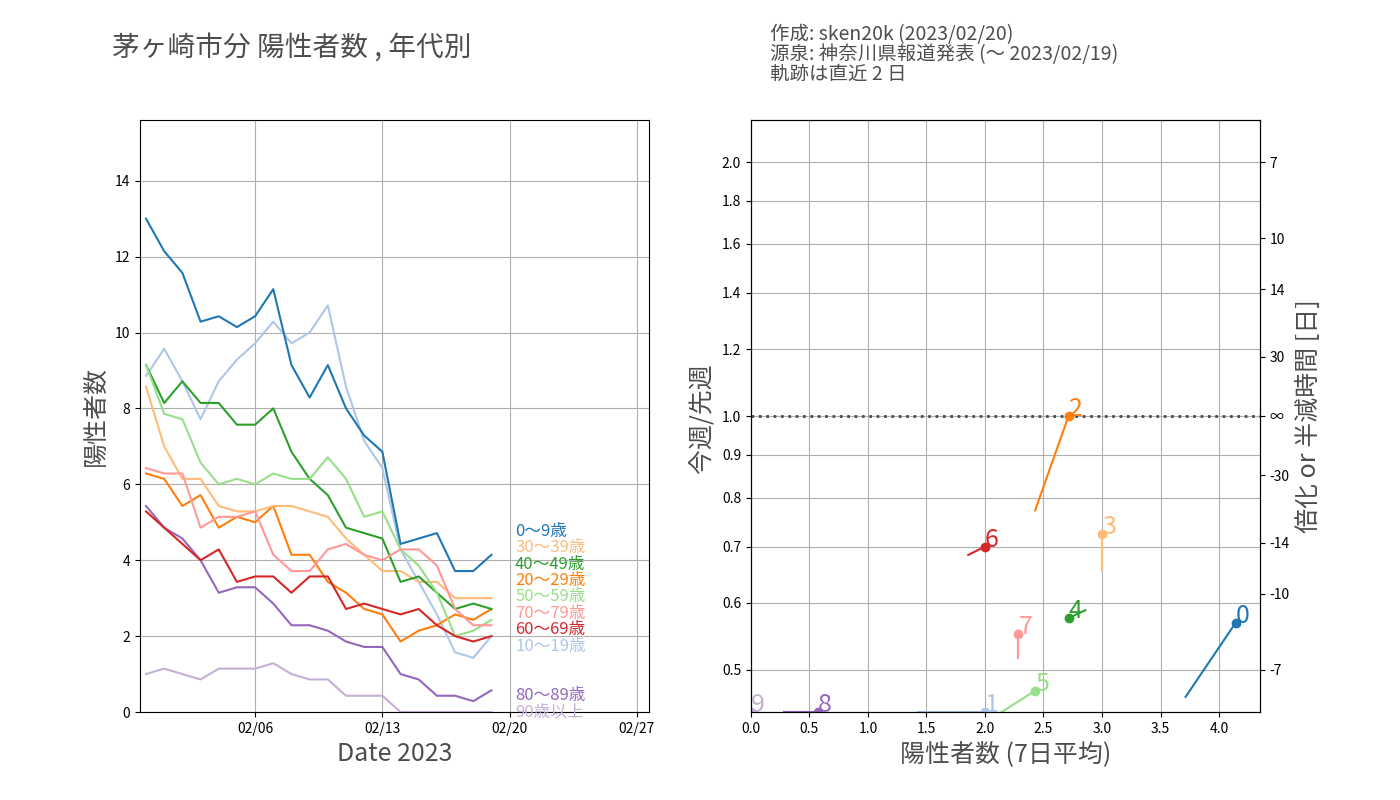 茅ヶ崎市分 陽性者数 , 年代別
作成: sken20k (2023/02/20)
源泉: 神奈川県報道発表 (〜 2023/02/19)
軌跡は直近 2 日
陽性者数
14
12
10
8
6
4
2
0
02/06
02/13
02/20
02/27
Date 2023
0〜9歳
30〜39歳
40〜49歳
20〜29歳
50〜59歳
70〜79歳
60〜69歳
10〜19歳
80〜89歳
90歳以上
今週/先週
2.0
1.8
1.6
1.4
1.2
1.0
0.9
0.8
0.7
0.6
0.5
2
3
6
4
0
7
5
9
8
1
0.0
0.5
1.0
1.5
2.0
2.5
3.0
3.5
4.0
陽性者数 (7日平均)
7
10
14
30
∞
-30
-14
-10
-7
倍化 or 半減時間 [日]